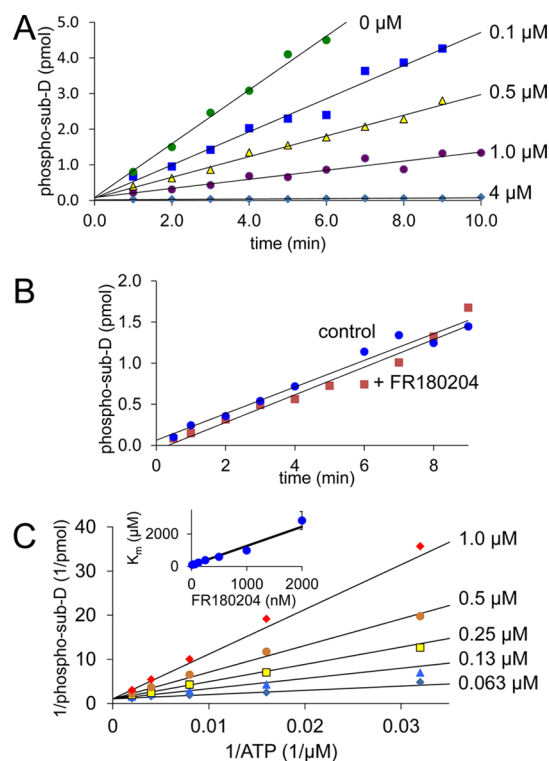 A
phospho-sub-D (pmol)
5.0
4.0
3.0
2.0
1.0
0.0
0.0 2.0 4.0 6.0 8.0 10.0
time (min)
0 µM
0.1 µM
0.5 µM
1.0 µM
4 µM
B
phospho-sub-D (pmol)
2.0
1.5
1.0
0.5
0.0
0 2 4 6 8
time (min)
control
+ FR180204
C
1/phospho-sub-D (1/pmol)
40
30
20
10
0
0 0.01 0.02 0.03
1/ATP (1/µM)
Km (µM)
2000
0
0 1000 2000
FR180204 (nM)
1.0 µM
0.5 µM
0.25 µM
0.13 µM
0.063 µM